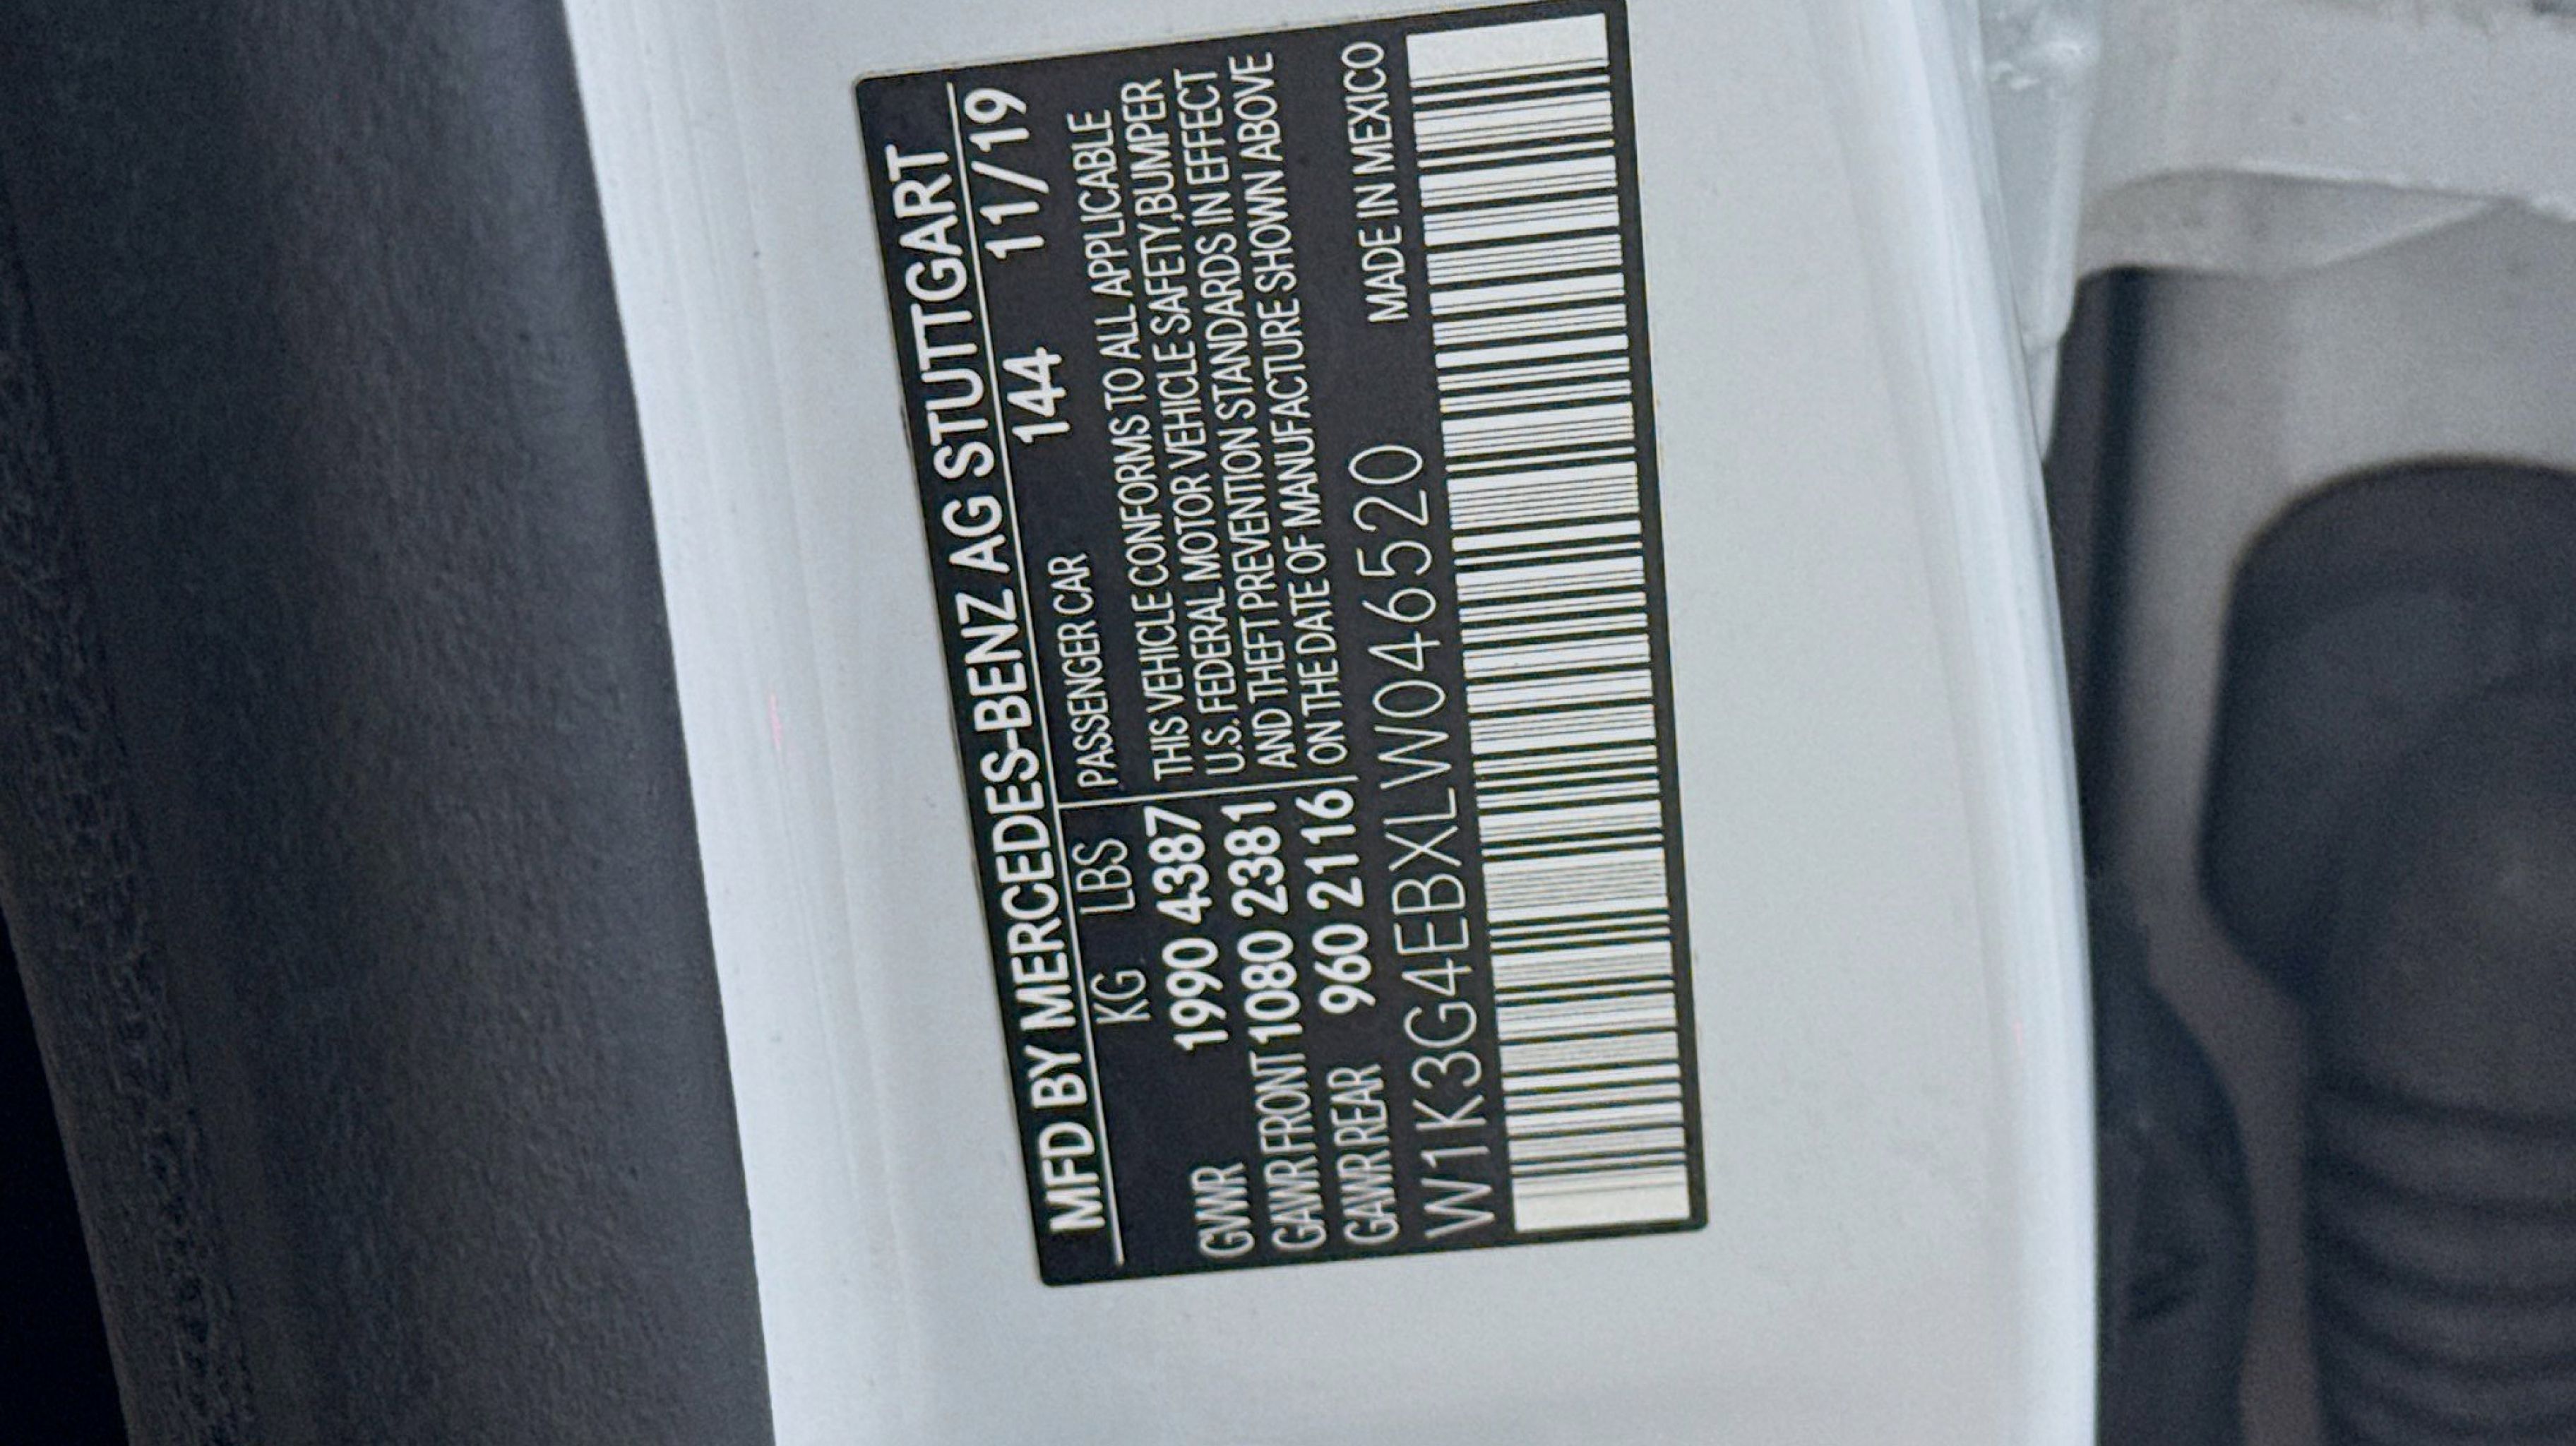 MFD BY MERCEDES-BENZ AG STUTTGART
144 11/19
KG LBS PASSENGER CAR
GVWR 1990 4387
GAWR FRONT 1080 2381
GAWR REAR 960 2116
THIS VEHICLE CONFORMS TO ALL APPLICABLE
U.S. FEDERAL MOTOR VEHICLE SAFETY,BUMPER
AND THEFT PREVENTION STANDARDS IN EFFECT
ON THE DATE OF MANUFACTURE SHOWN ABOVE
W1K3G4EBXLW046520 MADE IN MEXICO